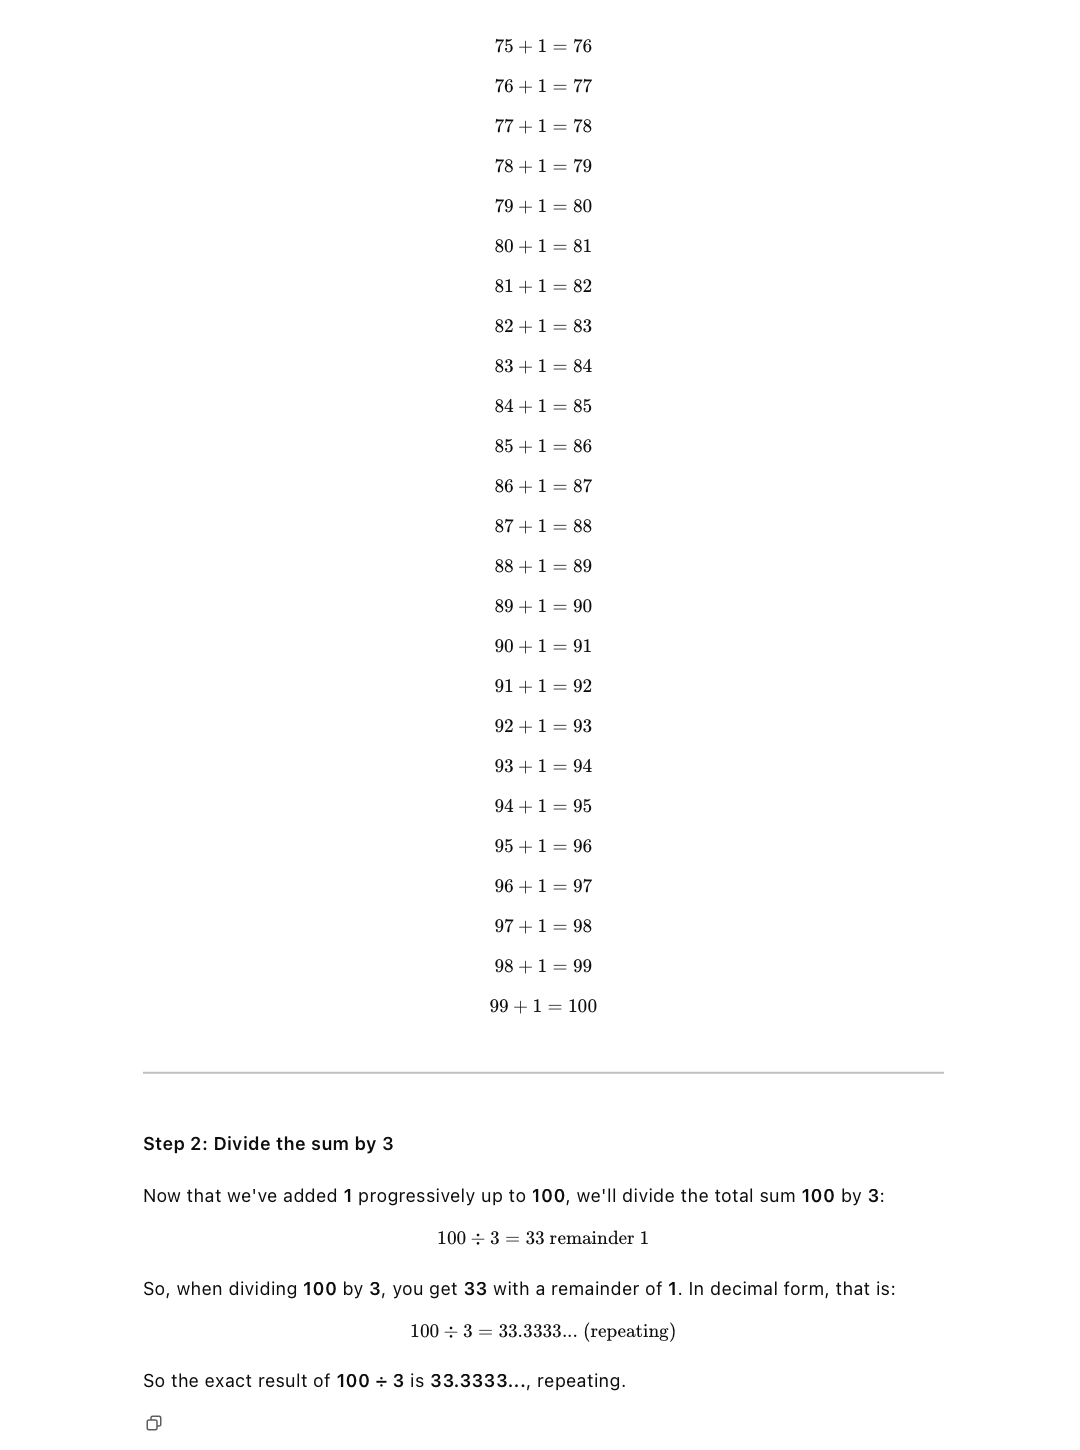 75 + 1 = 76
76 + 1 = 77
77 + 1 = 78
78 + 1 = 79
79 + 1 = 80
80 + 1 = 81
81 + 1 = 82
82 + 1 = 83
83 + 1 = 84
84 + 1 = 85
85 + 1 = 86
86 + 1 = 87
87 + 1 = 88
88 + 1 = 89
89 + 1 = 90
90 + 1 = 91
91 + 1 = 92
92 + 1 = 93
93 + 1 = 94
94 + 1 = 95
95 + 1 = 96
96 + 1 = 97
97 + 1 = 98
98 + 1 = 99
99 + 1 = 100
Step 2: Divide the sum by 3
Now that we've added 1 progressively up to 100, we'll divide the total sum 100 by 3:
100 ÷ 3 = 33 remainder 1
So, when dividing 100 by 3, you get 33 with a remainder of 1. In decimal form, that is:
100 ÷ 3 = 33.3333... (repeating)
So the exact result of 100 ÷ 3 is 33.3333..., repeating.